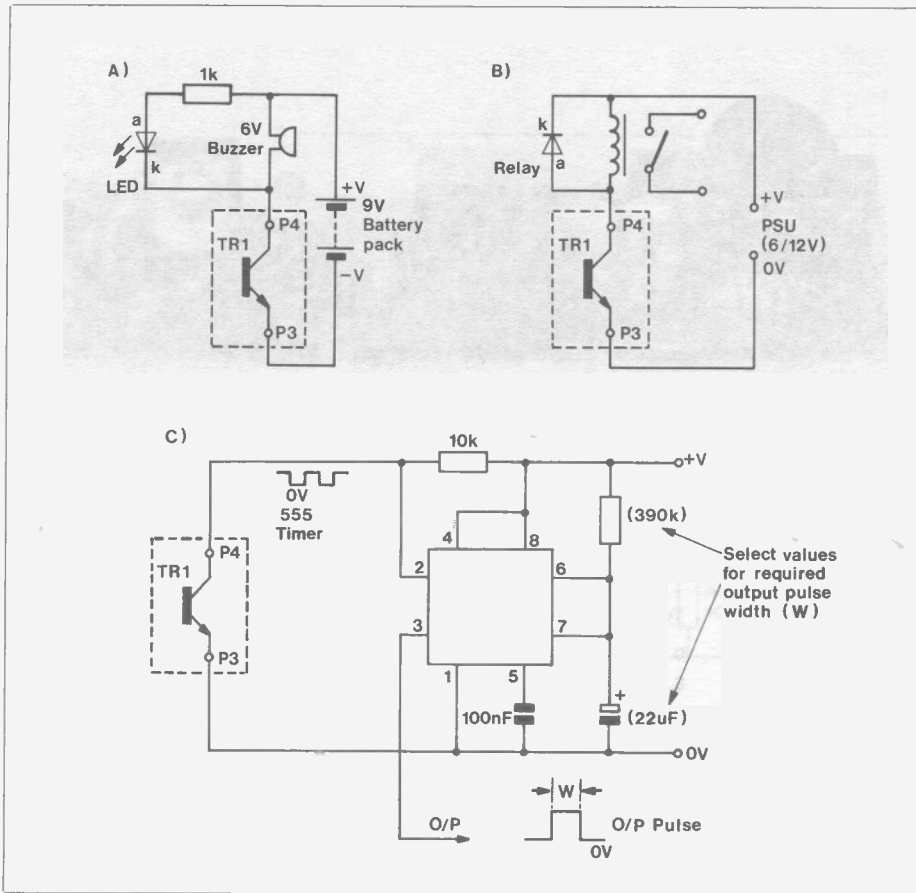 A)
1k
a
k
LED
6V
Buzzer
+V
9V
Battery
pack
−V
P4
TR1
P3
B)
k
a
Relay
P4
TR1
P3
+V
PSU
(6/12V)
0V
C)
0V
555
Timer
P4
TR1
P3
10k
+V
4
8
2
6
3
7
1
5
100nF
(390k)
Select values
for required
output pulse
width (W)
+
(22uF)
0V
O/P
W
O/P Pulse
0V